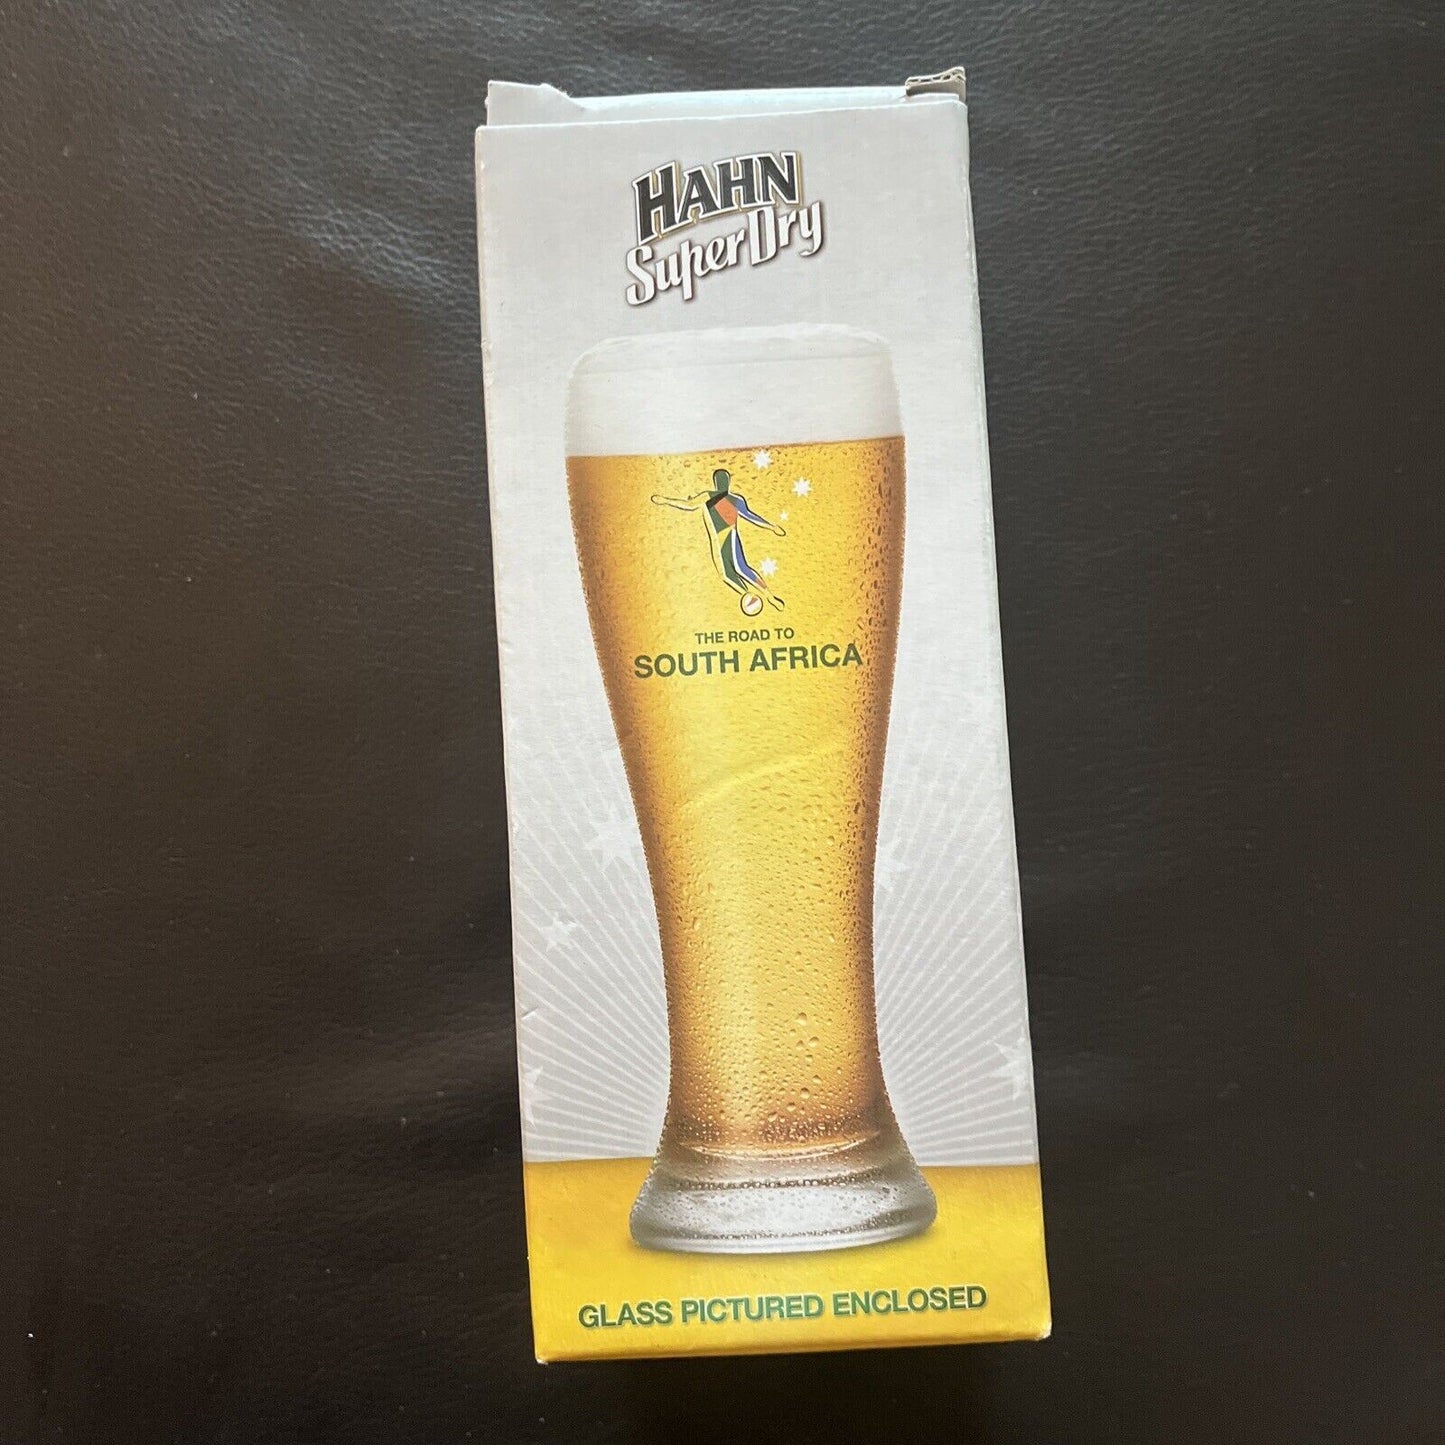 HAHN
Super Dry
THE ROAD TO
SOUTH AFRICA
GLASS PICTURED ENCLOSED